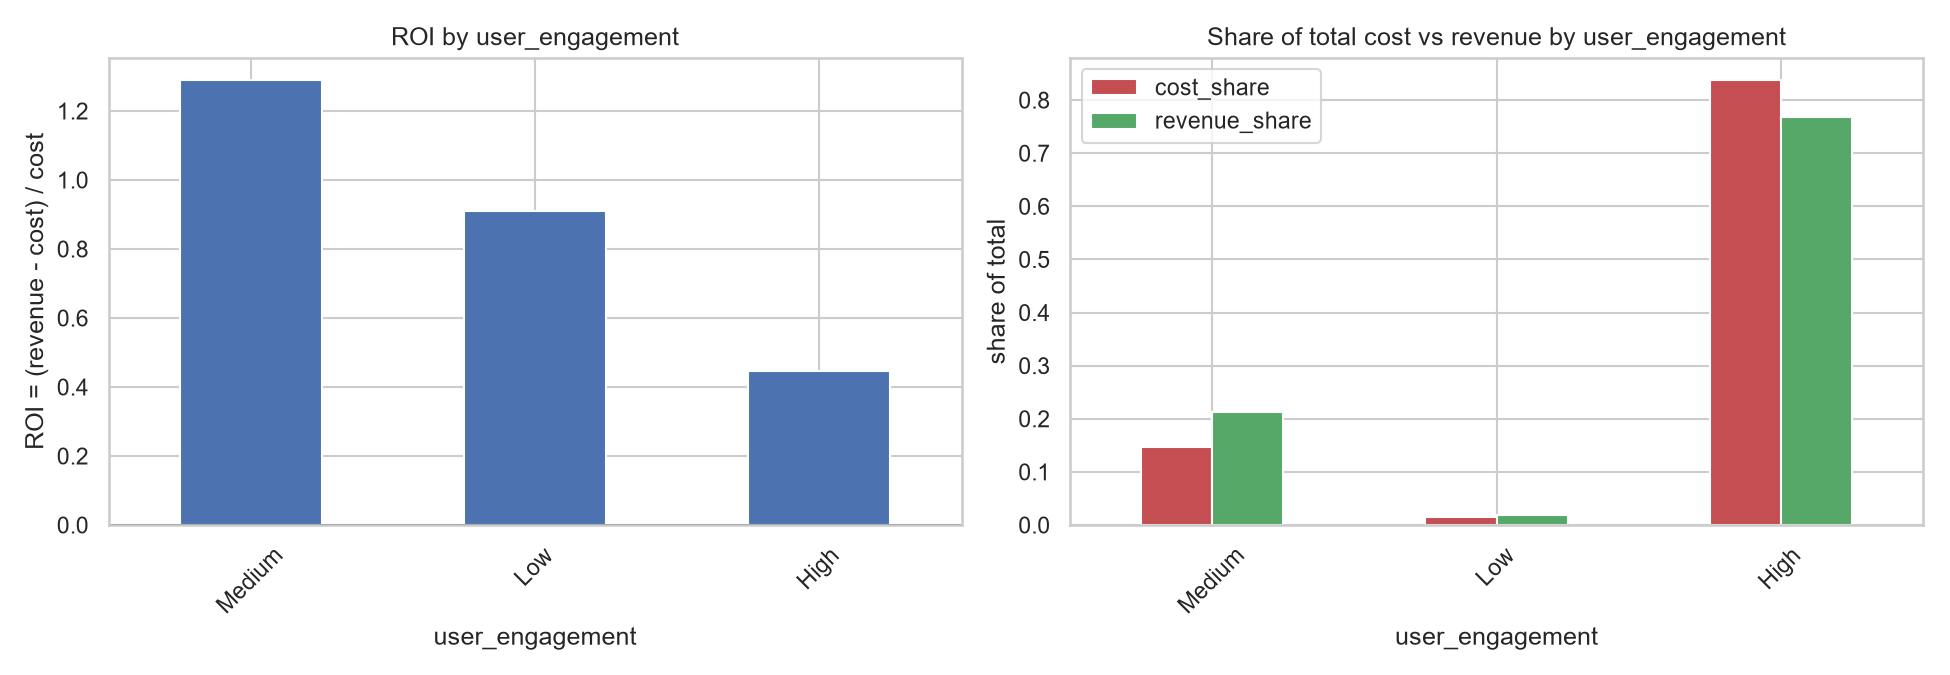 ROI by user_engagement
ROI = (revenue - cost) / cost
1.2
1.0
0.8
0.6
0.4
0.2
0.0
Medium
Low
High
user_engagement
Share of total cost vs revenue by user_engagement
cost_share
revenue_share
share of total
0.8
0.7
0.6
0.5
0.4
0.3
0.2
0.1
0.0
Medium
Low
High
user_engagement